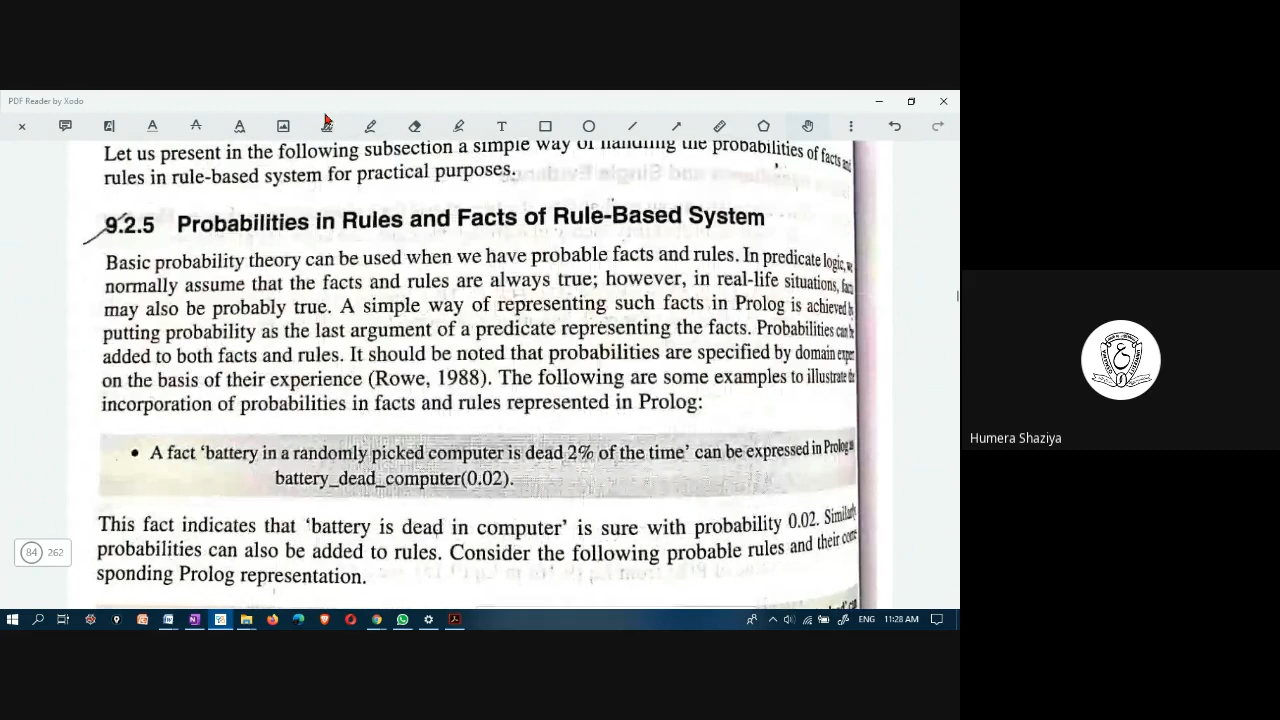 PDF Reader by Xodo
Let us present in the following subsection a simple way of handling the probabilities of facts and
rules in rule-based system for practical purposes.
9.2.5 Probabilities in Rules and Facts of Rule-Based System
Basic probability theory can be used when we have probable facts and rules. In predicate logic, we
normally assume that the facts and rules are always true; however, in real-life situations, facts
may also be probably true. A simple way of representing such facts in Prolog is achieved by
putting probability as the last argument of a predicate representing the facts. Probabilities can be
added to both facts and rules. It should be noted that probabilities are specified by domain exper
on the basis of their experience (Rowe, 1988). The following are some examples to illustrate the
incorporation of probabilities in facts and rules represented in Prolog:
• A fact ‘battery in a randomly picked computer is dead 2% of the time’ can be expressed in Prolog as
battery_dead_computer(0.02).
This fact indicates that ‘battery is dead in computer’ is sure with probability 0.02. Similarly
probabilities can also be added to rules. Consider the following probable rules and their corre
sponding Prolog representation.
84 262
Humera Shaziya
ENG 11:28 AM